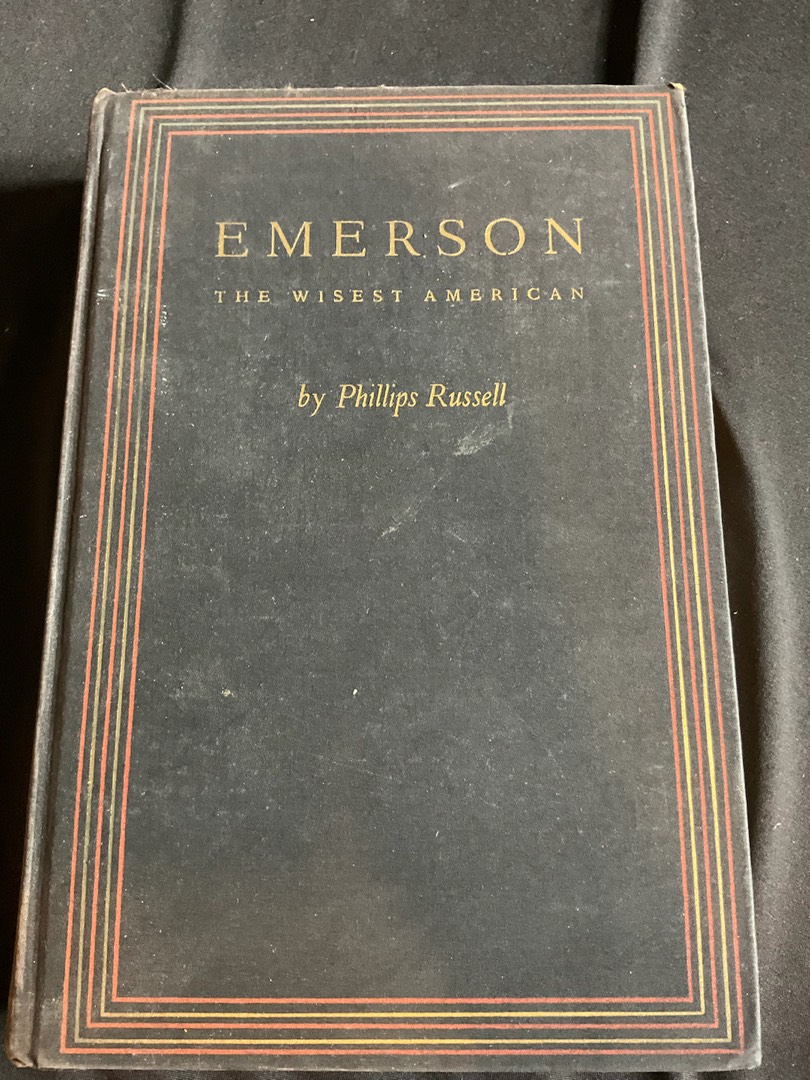 EMERSON
THE WISEST AMERICAN
by Phillips Russell